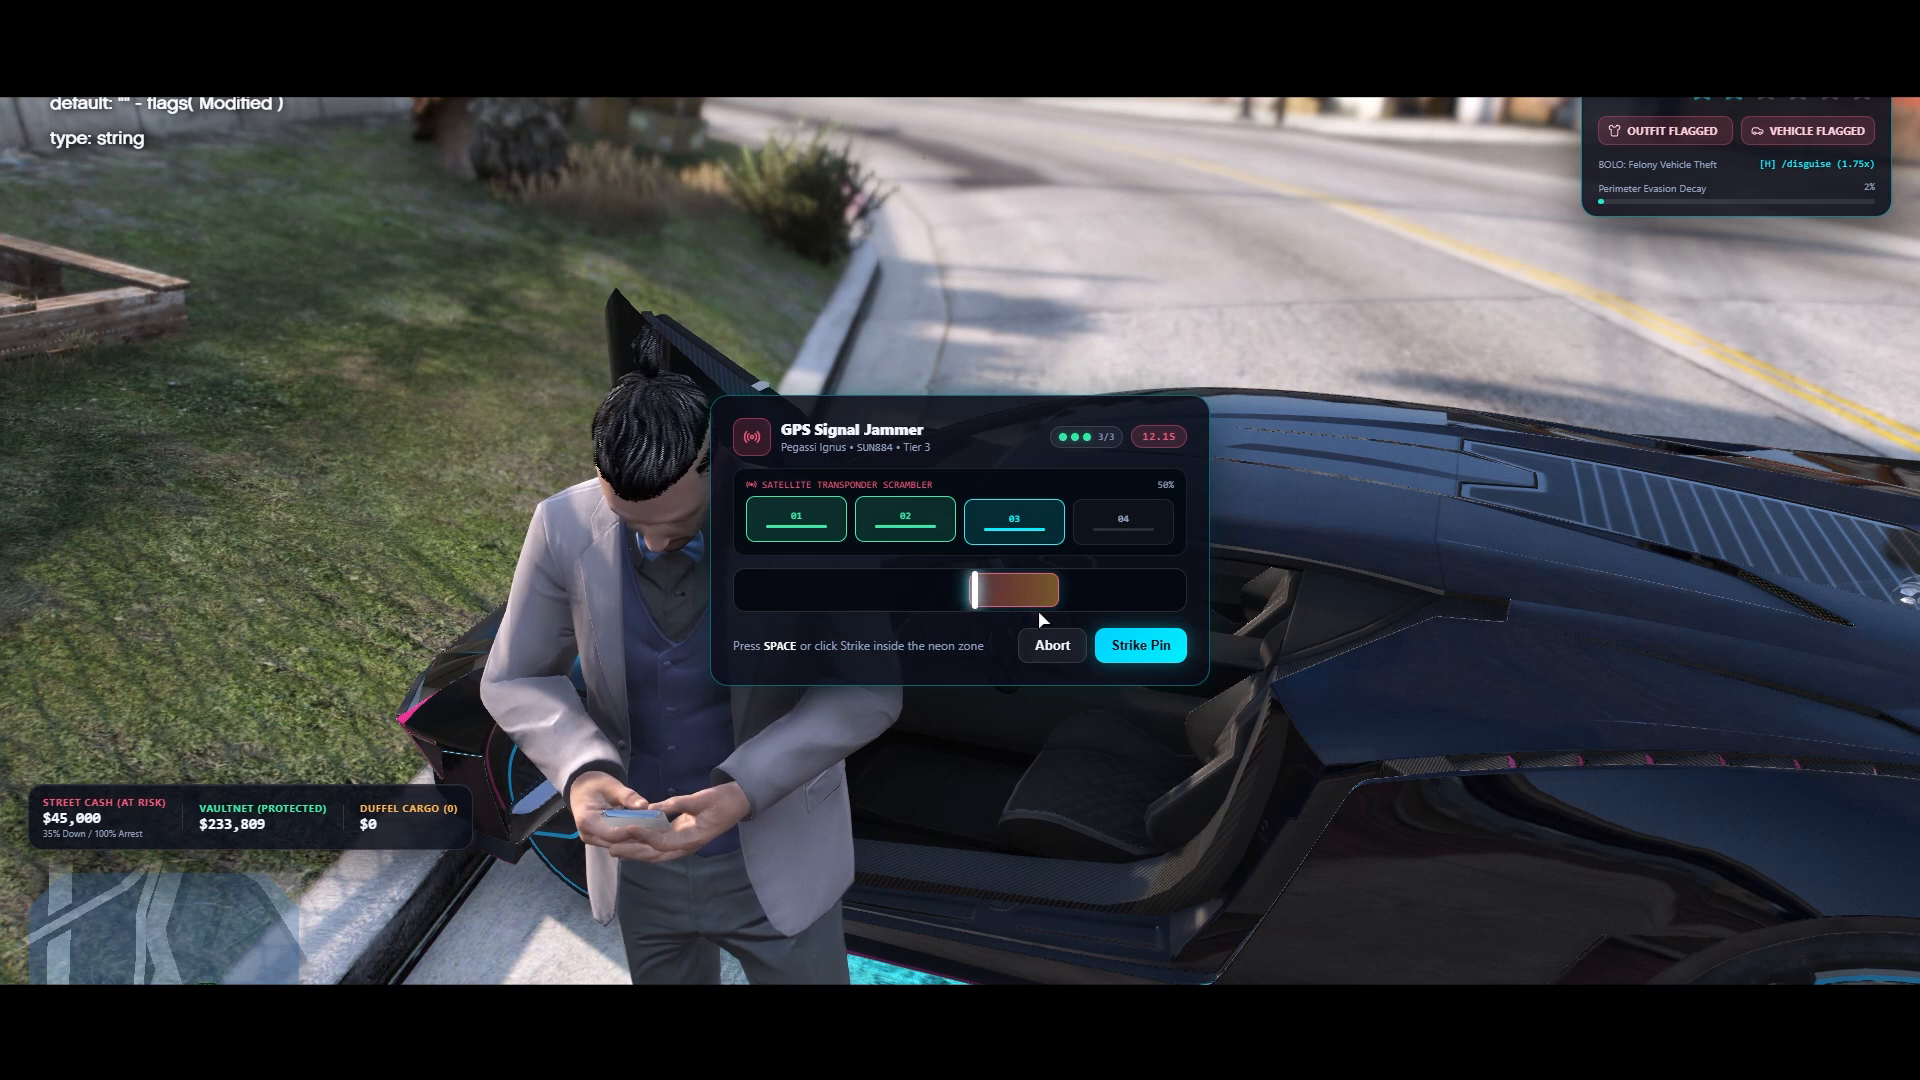 default: "" - flags( Modified )
type: string
OUTFIT FLAGGED
VEHICLE FLAGGED
BOLO: Felony Vehicle Theft
[H] /disguise (1.75x)
Perimeter Evasion Decay
2%
GPS Signal Jammer
Pegassi Ignus • SUN884 • Tier 3
3/3
12.15
SATELLITE TRANSPONDER SCRAMBLER
50%
01
02
03
04
Press SPACE or click Strike inside the neon zone
Abort
Strike Pin
STREET CASH (AT RISK)
$45,000
35% Down / 100% Arrest
VAULTNET (PROTECTED)
$233,809
DUFFEL CARGO (0)
$0